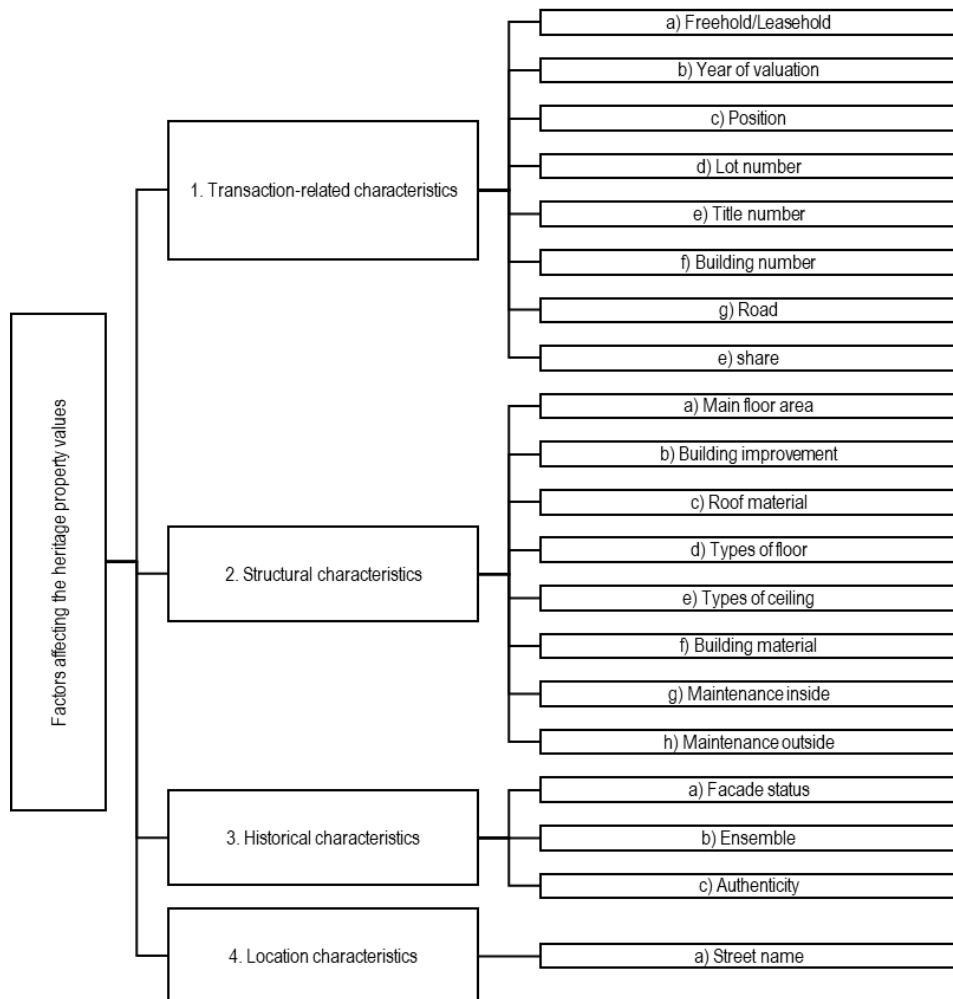 Factors affecting the heritage property values
1. Transaction-related characteristics
a) Freehold/Leasehold
b) Year of valuation
c) Position
d) Lot number
e) Title number
f) Building number
g) Road
e) share
2. Structural characteristics
a) Main floor area
b) Building improvement
c) Roof material
d) Types of floor
e) Types of ceiling
f) Building material
g) Maintenance inside
h) Maintenance outside
3. Historical characteristics
a) Facade status
b) Ensemble
c) Authenticity
4. Location characteristics
a) Street name